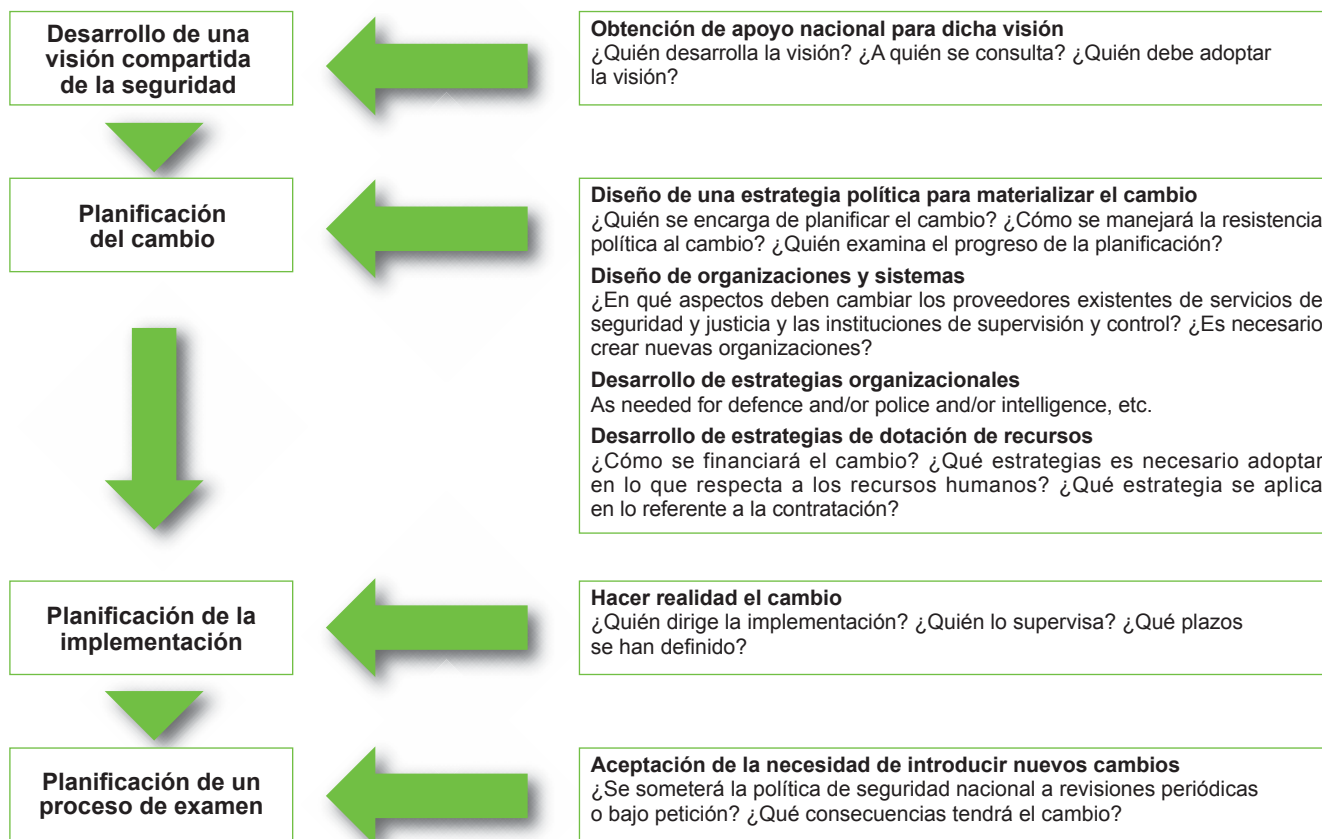 Desarrollo de una
visión compartida
de la seguridad
Obtención de apoyo nacional para dicha visión
¿Quién desarrolla la visión? ¿A quién se consulta? ¿Quién debe adoptar
la visión?
Planificación
del cambio
Diseño de una estrategia política para materializar el cambio
¿Quién se encarga de planificar el cambio? ¿Cómo se manejará la resistencia
política al cambio? ¿Quién examina el progreso de la planificación?
Diseño de organizaciones y sistemas
¿En qué aspectos deben cambiar los proveedores existentes de servicios de
seguridad y justicia y las instituciones de supervisión y control? ¿Es necesario
crear nuevas organizaciones?
Desarrollo de estrategias organizacionales
As needed for defence and/or police and/or intelligence, etc.
Desarrollo de estrategias de dotación de recursos
¿Cómo se financiará el cambio? ¿Qué estrategias es necesario adoptar
en lo que respecta a los recursos humanos? ¿Qué estrategia se aplica
en lo referente a la contratación?
Planificación de la
implementación
Hacer realidad el cambio
¿Quién dirige la implementación? ¿Quién lo supervisa? ¿Qué plazos
se han definido?
Planificación de un
proceso de examen
Aceptación de la necesidad de introducir nuevos cambios
¿Se someterá la política de seguridad nacional a revisiones periódicas
o bajo petición? ¿Qué consecuencias tendrá el cambio?